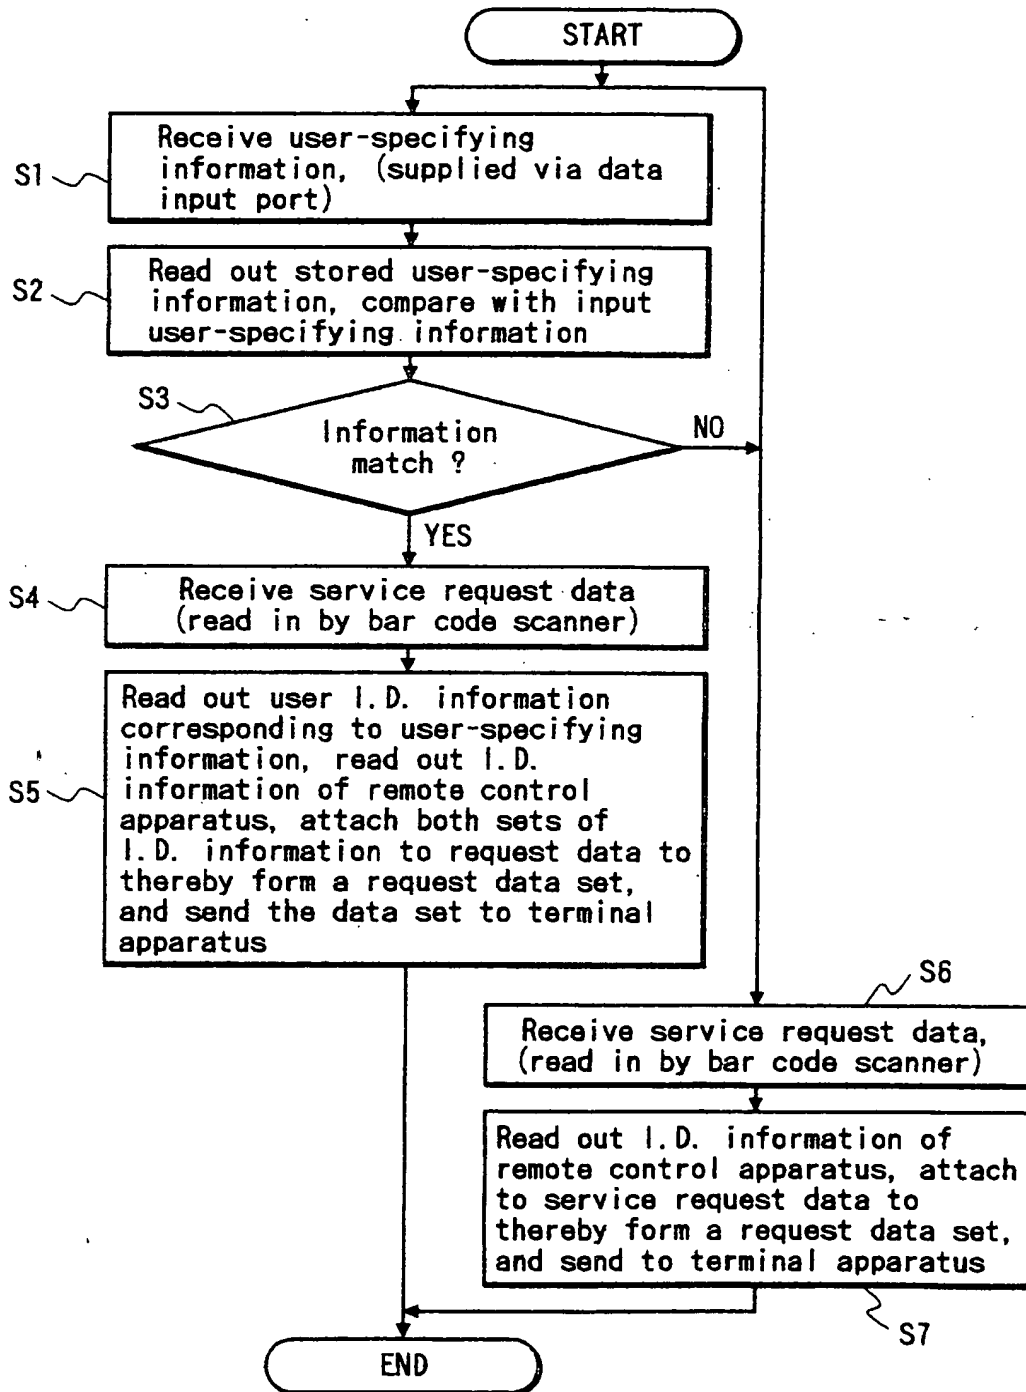 START
S1
Receive user-specifying
information, (supplied via data
input port)
S2
Read out stored user-specifying
information, compare with input
user-specifying information
S3
Information
match ?
NO
YES
S4
Receive service request data
(read in by bar code scanner)
S5
Read out user I.D. information
corresponding to user-specifying
information, read out I.D.
information of remote control
apparatus, attach both sets of
I.D. information to request data to
thereby form a request data set,
and send the data set to terminal
apparatus
S6
Receive service request data,
(read in by bar code scanner)
Read out I.D. information of
remote control apparatus, attach
to service request data to
thereby form a request data set,
and send to terminal apparatus
S7
END